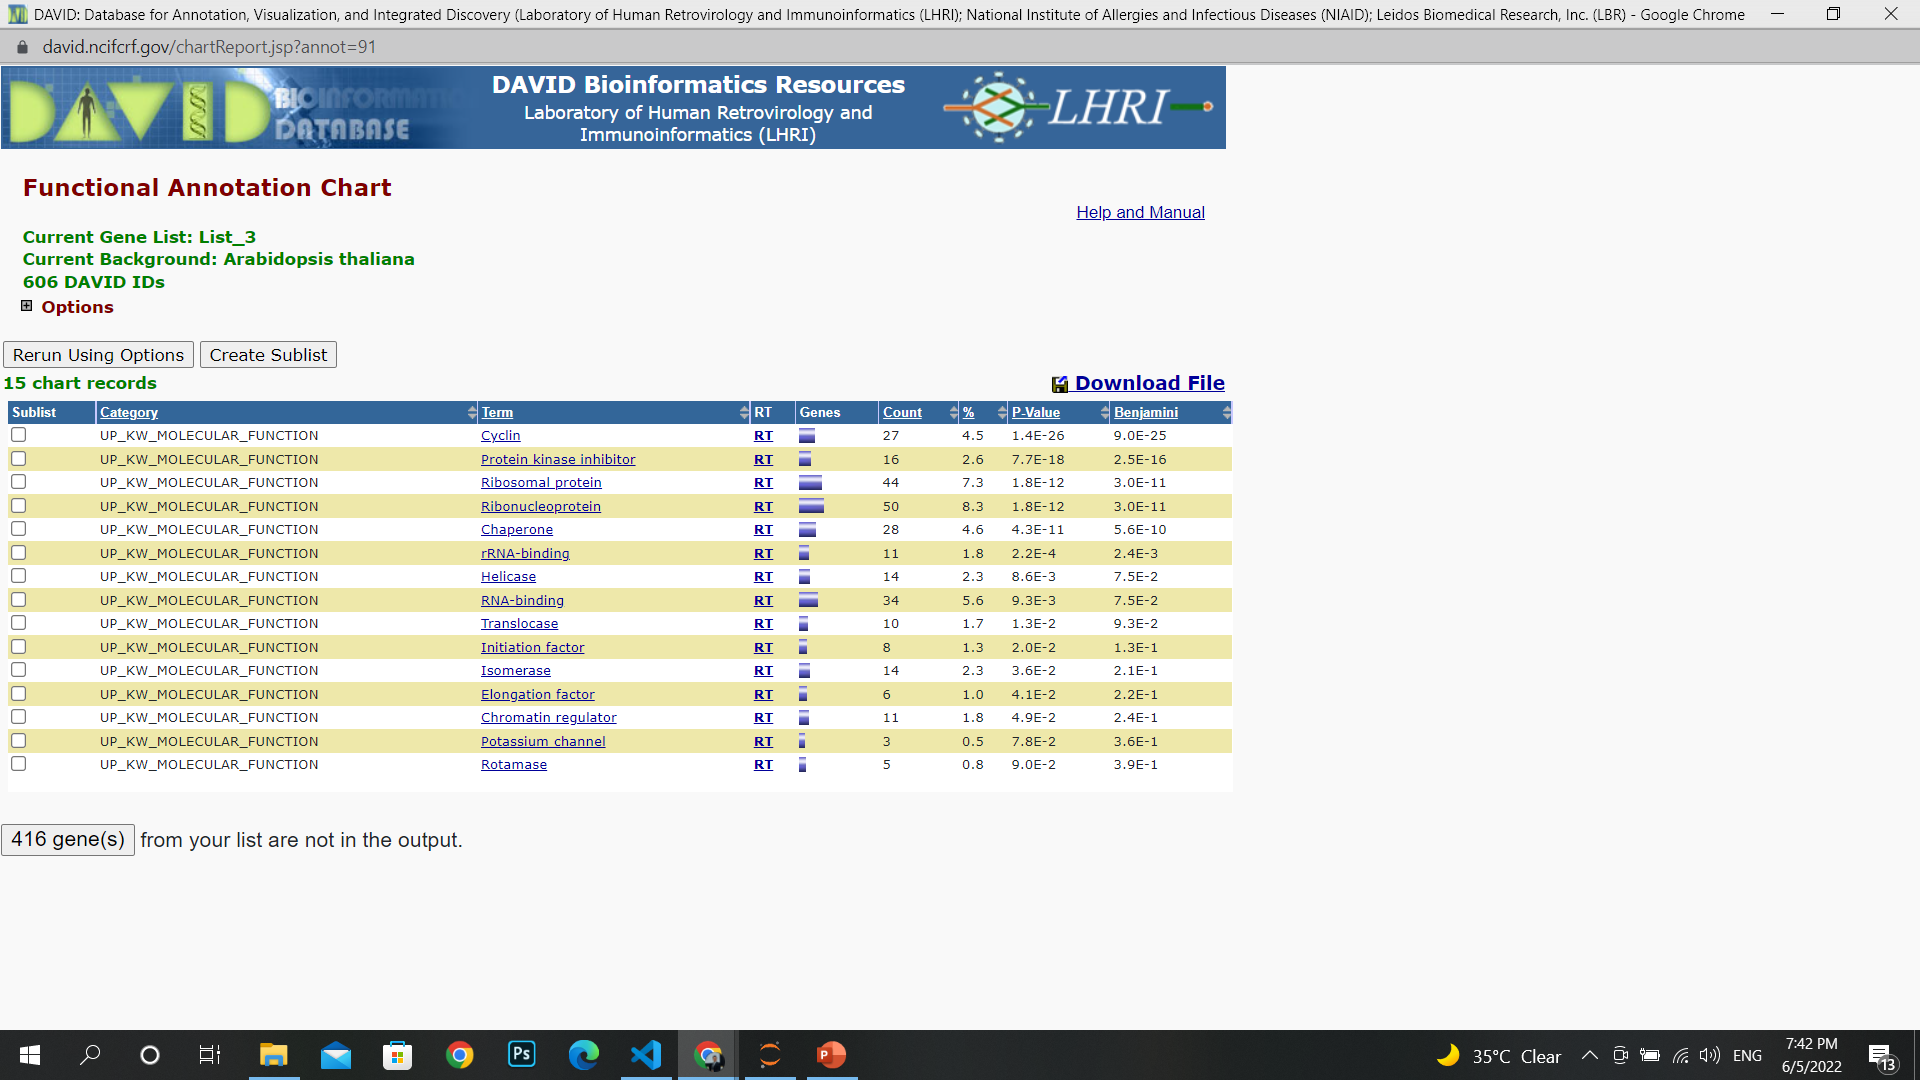 DAVID: Database for Annotation, Visualization, and Integrated Discovery (Laboratory of Human Retrovirology and Immunoinformatics (LHRI); National Institute of Allergies and Infectious Diseases (NIAID); Leidos Biomedical Research, Inc. (LBR) - Google Chrome
david.ncifcrf.gov/chartReport.jsp?annot=91
DAVID BIOINFORMATICS DATABASE
DAVID Bioinformatics Resources
Laboratory of Human Retrovirology and
Immunoinformatics (LHRI)
LHRI
Functional Annotation Chart
Help and Manual
Current Gene List: List_3
Current Background: Arabidopsis thaliana
606 DAVID IDs
Options
Rerun Using Options Create Sublist
15 chart records Download File
Sublist Category Term RT Genes Count % P-Value Benjamini
UP_KW_MOLECULAR_FUNCTION Cyclin RT 27 4.5 1.4E-26 9.0E-25
UP_KW_MOLECULAR_FUNCTION Protein kinase inhibitor RT 16 2.6 7.7E-18 2.5E-16
UP_KW_MOLECULAR_FUNCTION Ribosomal protein RT 44 7.3 1.8E-12 3.0E-11
UP_KW_MOLECULAR_FUNCTION Ribonucleoprotein RT 50 8.3 1.8E-12 3.0E-11
UP_KW_MOLECULAR_FUNCTION Chaperone RT 28 4.6 4.3E-11 5.6E-10
UP_KW_MOLECULAR_FUNCTION rRNA-binding RT 11 1.8 2.2E-4 2.4E-3
UP_KW_MOLECULAR_FUNCTION Helicase RT 14 2.3 8.6E-3 7.5E-2
UP_KW_MOLECULAR_FUNCTION RNA-binding RT 34 5.6 9.3E-3 7.5E-2
UP_KW_MOLECULAR_FUNCTION Translocase RT 10 1.7 1.3E-2 9.3E-2
UP_KW_MOLECULAR_FUNCTION Initiation factor RT 8 1.3 2.0E-2 1.3E-1
UP_KW_MOLECULAR_FUNCTION Isomerase RT 14 2.3 3.6E-2 2.1E-1
UP_KW_MOLECULAR_FUNCTION Elongation factor RT 6 1.0 4.1E-2 2.2E-1
UP_KW_MOLECULAR_FUNCTION Chromatin regulator RT 11 1.8 4.9E-2 2.4E-1
UP_KW_MOLECULAR_FUNCTION Potassium channel RT 3 0.5 7.8E-2 3.6E-1
UP_KW_MOLECULAR_FUNCTION Rotamase RT 5 0.8 9.0E-2 3.9E-1
416 gene(s) from your list are not in the output.
Ps
P
35°C Clear
ENG
7:42 PM
6/5/2022
13